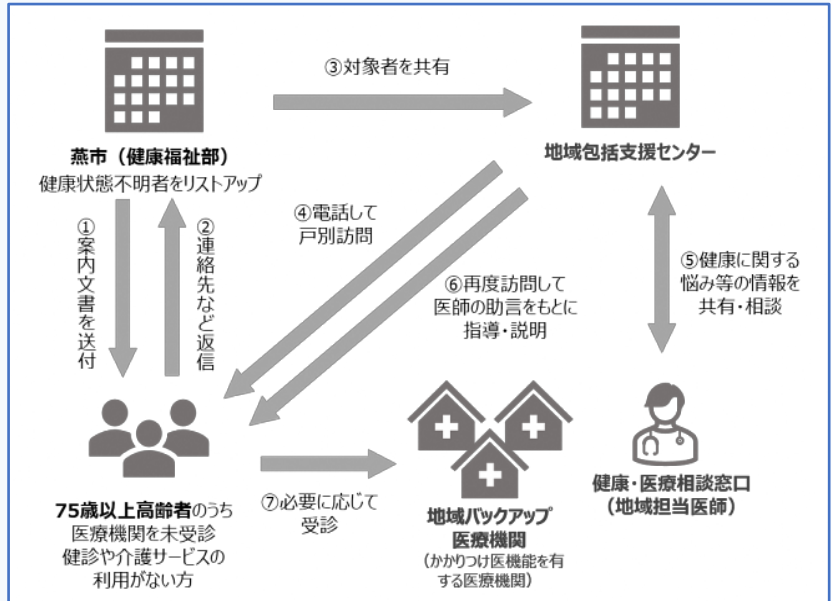 ③対象者を共有
燕市（健康福祉部）
健康状態不明者をリストアップ
地域包括支援センター
①案内文書を送付
②連絡先など返信
④電話して
戸別訪問
⑥再度訪問して
医師の助言をもとに
指導・説明
⑤健康に関する
悩み等の情報を
共有・相談
75歳以上高齢者のうち
医療機関を未受診
健診や介護サービスの
利用がない方
⑦必要に応じて
受診
地域バックアップ
医療機関
（かかりつけ医機能を有
する医療機関）
健康・医療相談窓口
（地域担当医師）